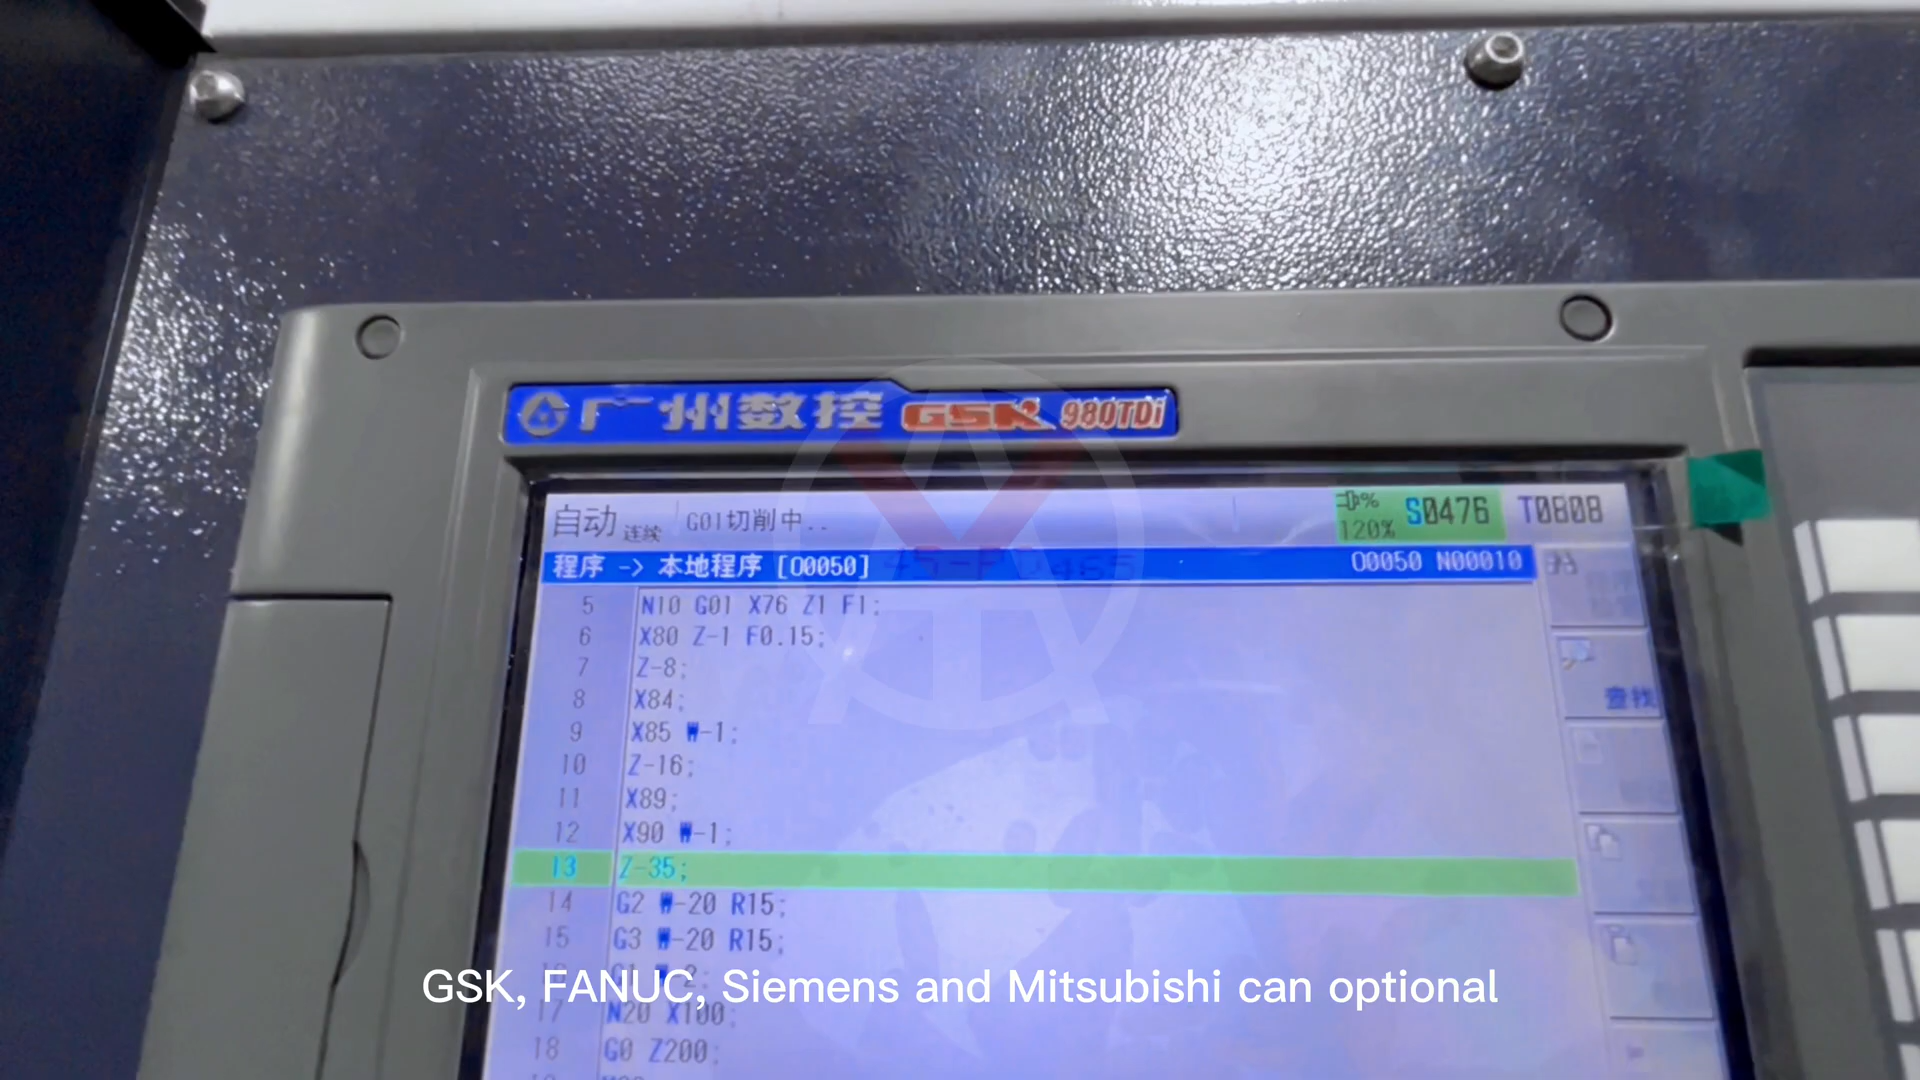 广州数控 GSK 980TDi
自动 连续 G01切削中.. % 120% S0476 T0808
程序 -> 本地程序 [O0050] O0050 N00010
5 N10 G01 X76 Z1 F1;
6 X80 Z-1 F0.15;
7 Z-8;
8 X84;
9 X85 W-1;
10 Z-16;
11 X89;
12 X90 W-1;
13 Z-35;
14 G2 W-20 R15;
15 G3 W-20 R15;
17 N20 X100;
18 G0 Z200;
查找
GSK, FANUC, Siemens and Mitsubishi can optional